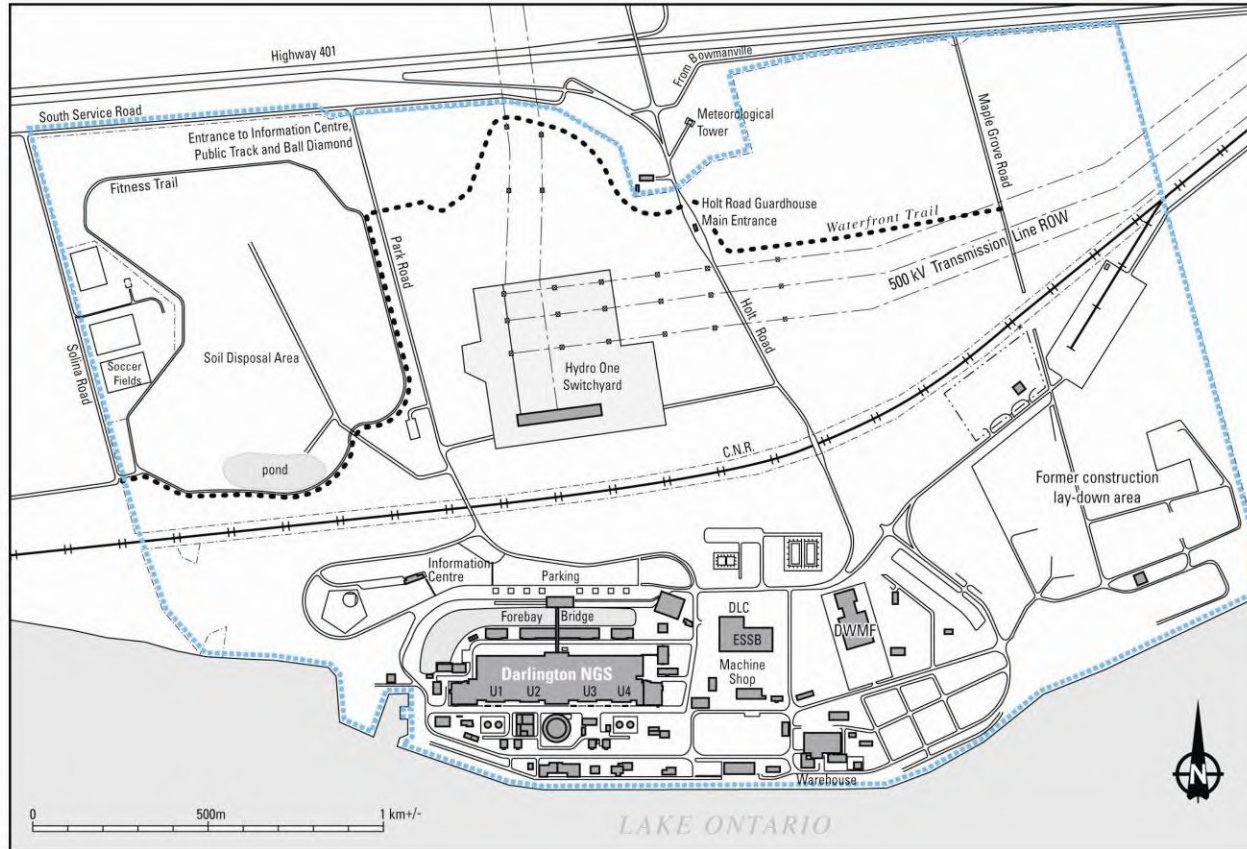 Highway 401
From Bowmanville
South Service Road
Entrance to Information Centre,
Public Track and Ball Diamond
Meteorological
Tower
Maple Grove Road
Fitness Trail
Holt Road Guardhouse
Main Entrance
Waterfront Trail
Park Road
500 kV Transmission Line ROW
Holt Road
Solina Road
Soil Disposal Area
Soccer
Fields
Hydro One
Switchyard
pond
C.N.R.
Former construction
lay-down area
Information
Centre
Parking
Forebay Bridge
DLC
ESSB
DWMF
Machine
Shop
Darlington NGS
U1 U2 U3 U4
Warehouse
N
0 500m 1 km+/-
LAKE ONTARIO